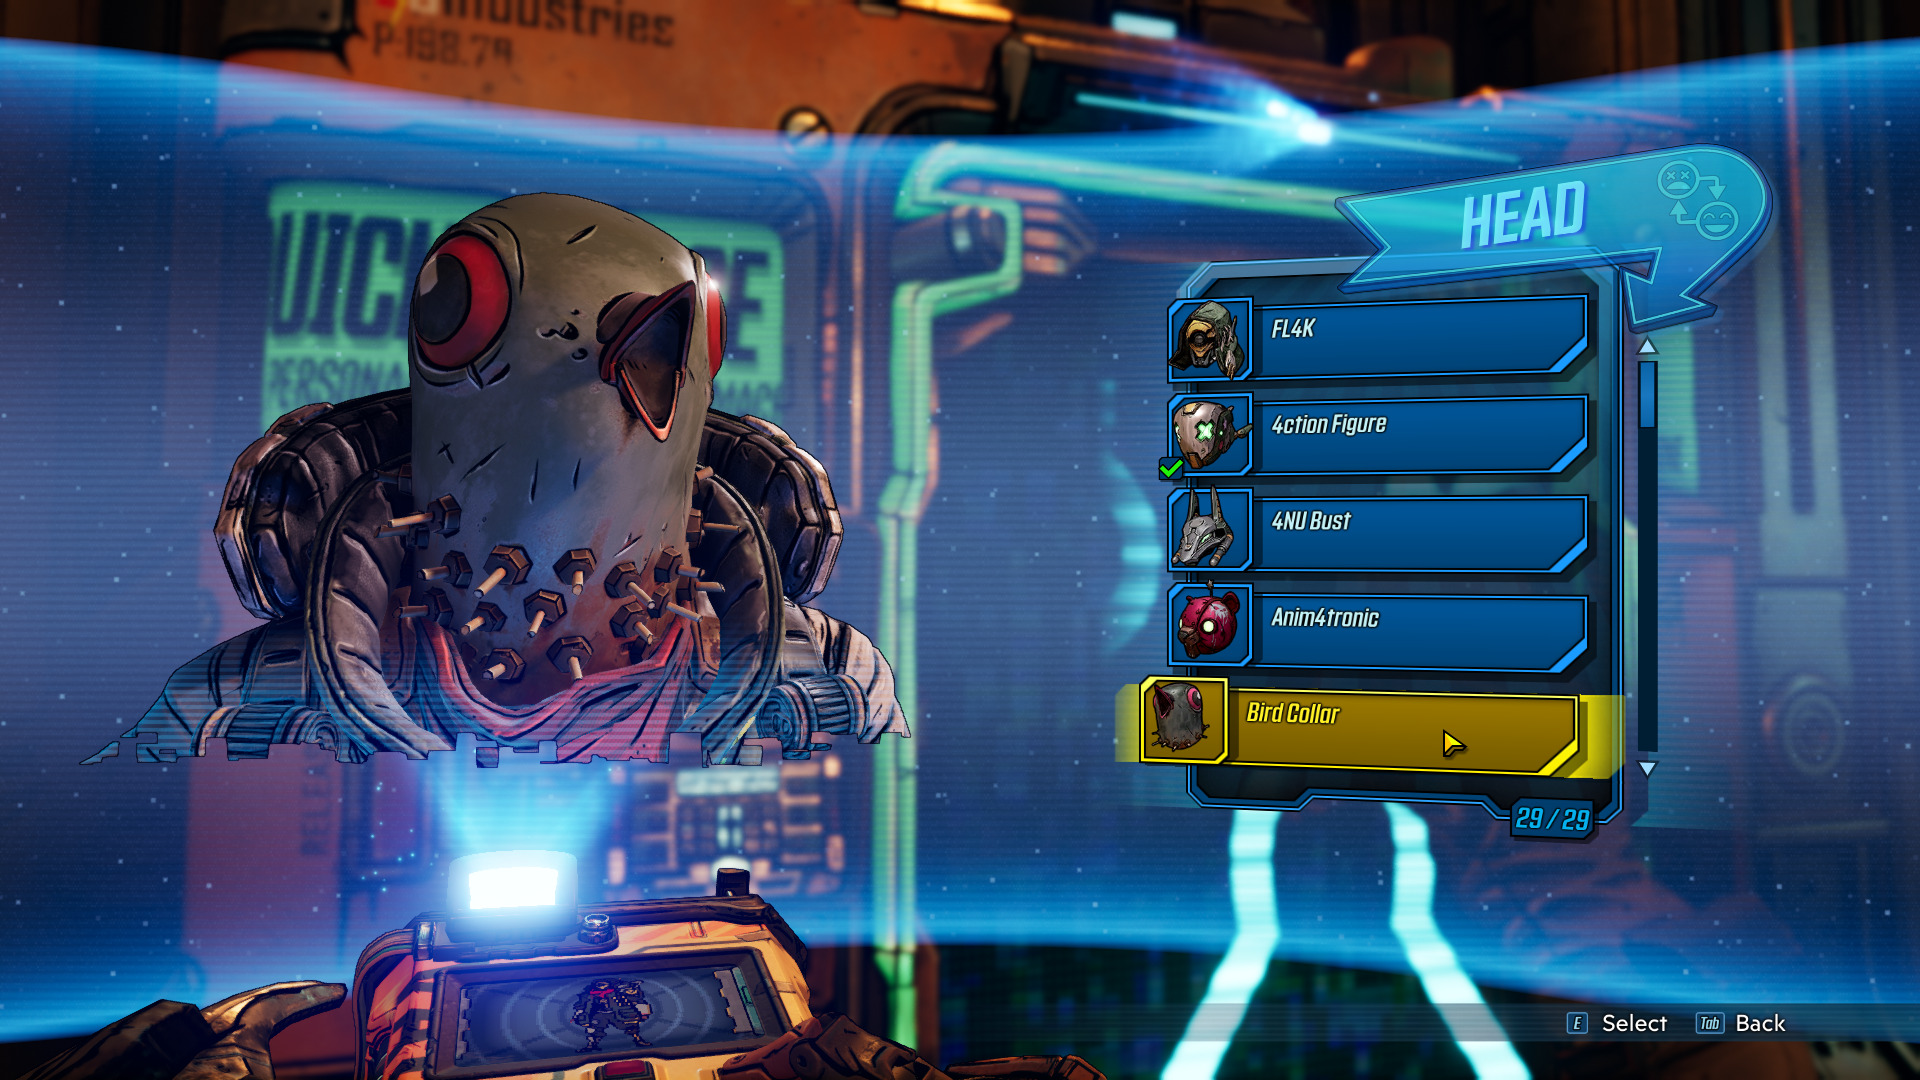 Industries
P-198.79
HEAD
FL4K
4ction Figure
4NU Bust
Anim4tronic
Bird Collar
29 / 29
E Select Tab Back